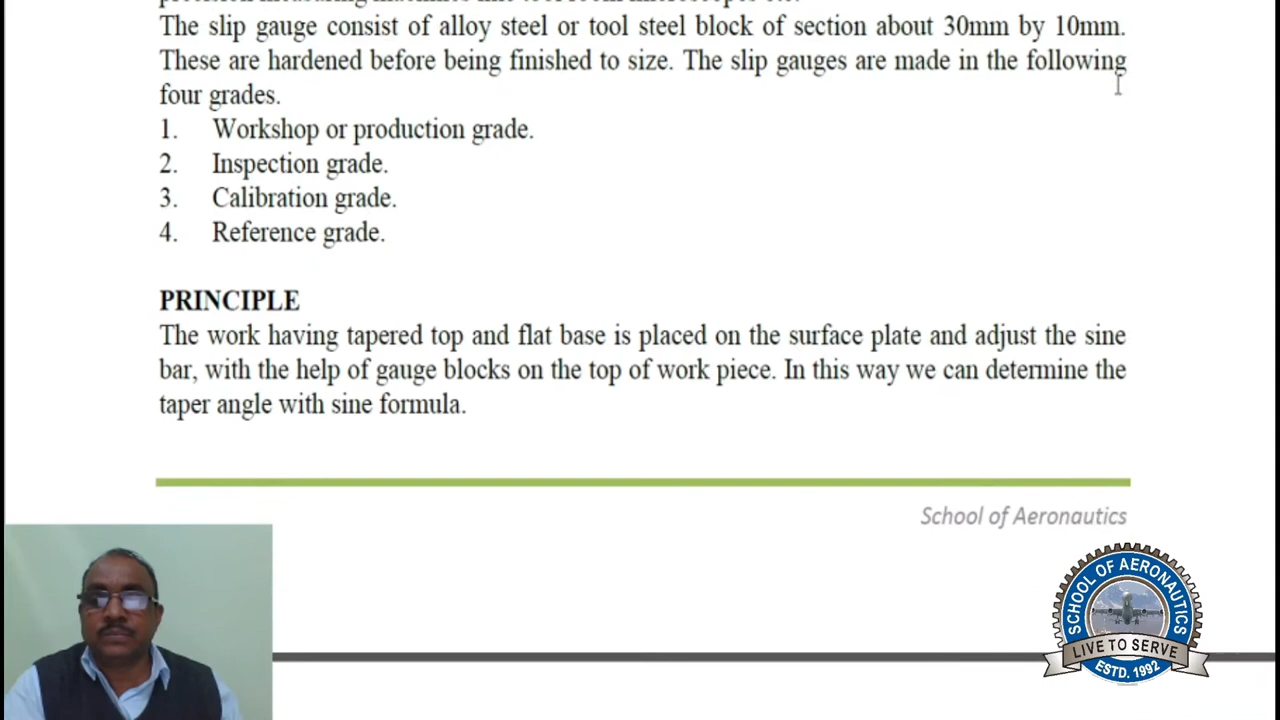 The slip gauge consist of alloy steel or tool steel block of section about 30mm by 10mm.
These are hardened before being finished to size. The slip gauges are made in the following
four grades.
1. Workshop or production grade.
2. Inspection grade.
3. Calibration grade.
4. Reference grade.
PRINCIPLE
The work having tapered top and flat base is placed on the surface plate and adjust the sine
bar, with the help of gauge blocks on the top of work piece. In this way we can determine the
taper angle with sine formula.
School of Aeronautics
SCHOOL OF AERONAUTICS
LIVE TO SERVE
ESTD. 1992